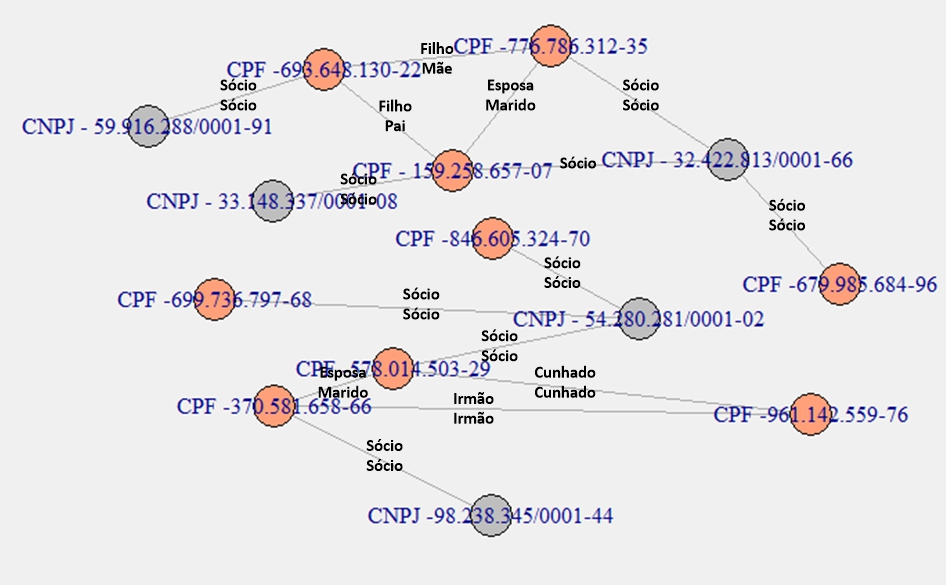 Filho
Mãe
CPF -776.786.312-35
CPF -693.648.130-22
Sócio
Sócio
Esposa
Marido
Sócio
Sócio
Filho
Pai
CNPJ - 59.916.288/0001-91
CPF - 159.258.657-07
Sócio
CNPJ - 32.422.813/0001-66
Sócio
Sócio
CNPJ - 33.148.337/0001-08
Sócio
Sócio
CPF -846.605.324-70
Sócio
Sócio
CPF -679.985.684-96
CPF -699.736.797-68
Sócio
Sócio
CNPJ - 54.280.281/0001-02
Sócio
Sócio
CPF -578.014.503-29
Esposa
Marido
Cunhado
Cunhado
CPF -370.581.658-66
Irmão
Irmão
CPF -961.142.559-76
Sócio
Sócio
CNPJ -98.238.345/0001-44